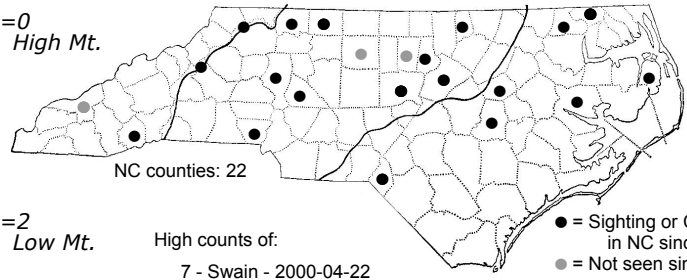 =0
High Mt.
NC counties: 22
=2
Low Mt.
High counts of:
7 - Swain - 2000-04-22
= Sighting or
in NC sinc
= Not seen sin